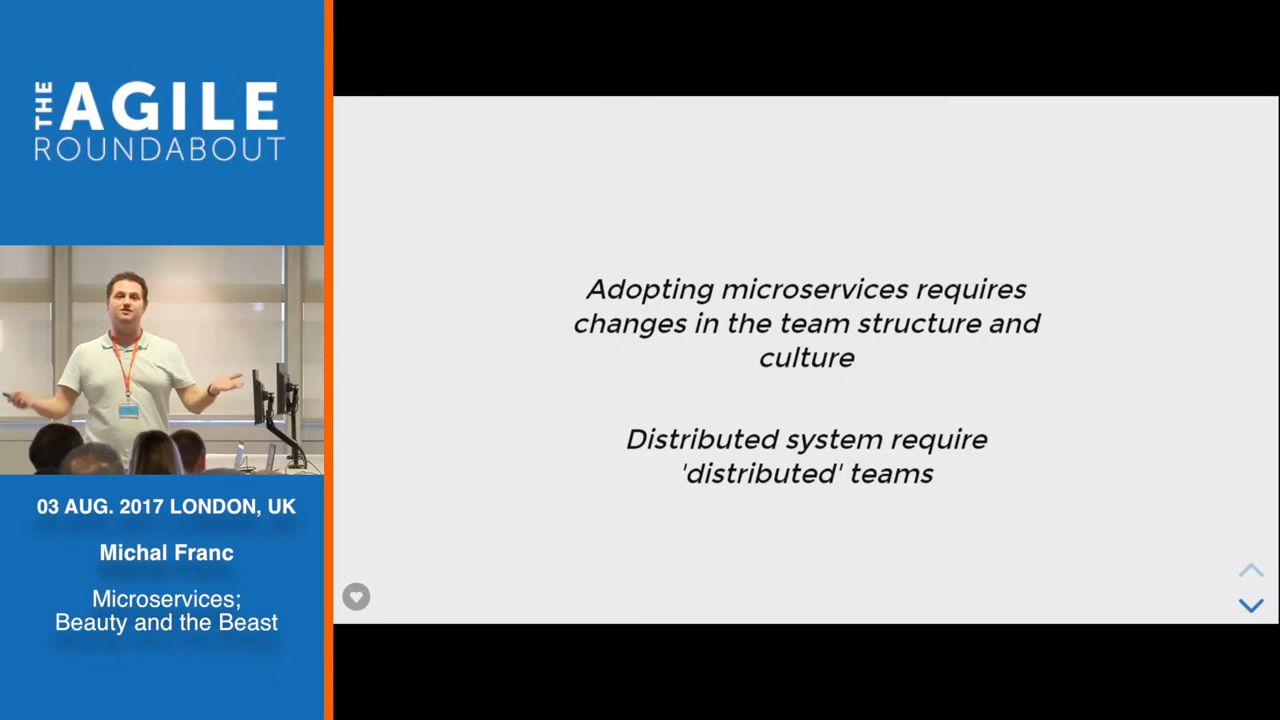 THE AGILE
ROUNDABOUT
03 AUG. 2017 LONDON, UK
Michal Franc
Microservices;
Beauty and the Beast
Adopting microservices requires
changes in the team structure and
culture
Distributed system require
'distributed' teams